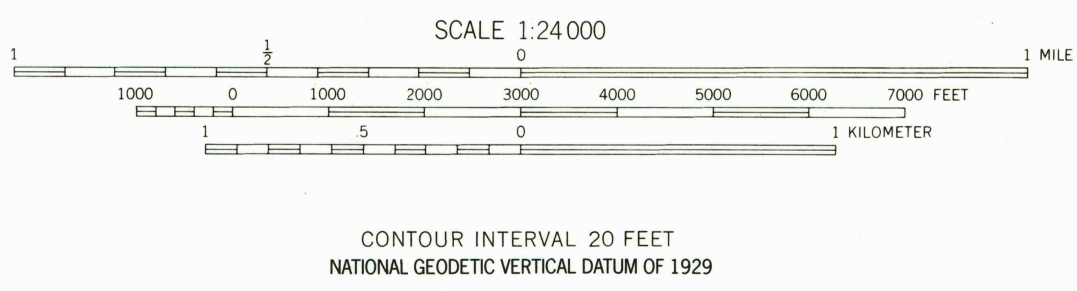 SCALE 1:24 000
1 1/2 0 1 MILE
1000 0 1000 2000 3000 4000 5000 6000 7000 FEET
1 .5 0 1 KILOMETER
CONTOUR INTERVAL 20 FEET
NATIONAL GEODETIC VERTICAL DATUM OF 1929